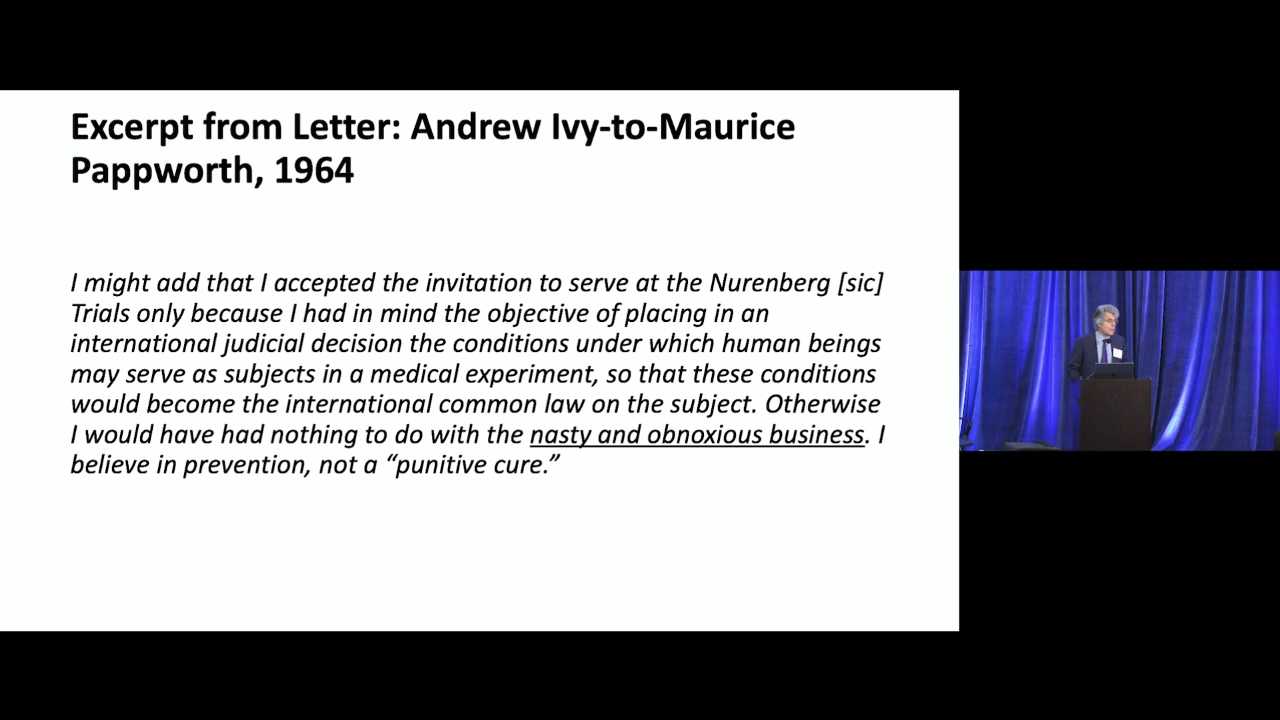 Excerpt from Letter: Andrew Ivy-to-Maurice
Pappworth, 1964
I might add that I accepted the invitation to serve at the Nurenberg [sic]
Trials only because I had in mind the objective of placing in an
international judicial decision the conditions under which human beings
may serve as subjects in a medical experiment, so that these conditions
would become the international common law on the subject. Otherwise
I would have had nothing to do with the nasty and obnoxious business. I
believe in prevention, not a “punitive cure.”